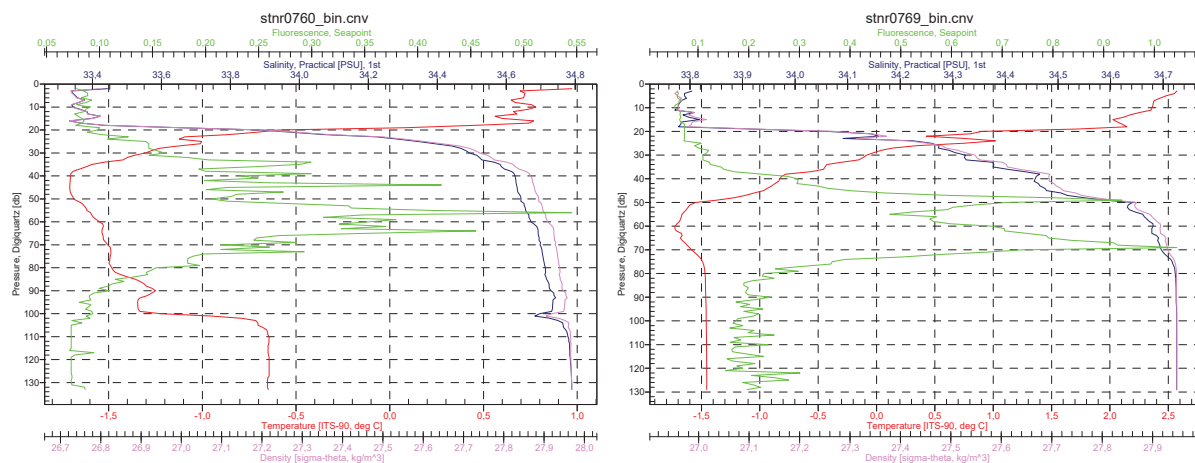 stnr0760_bin.cnv
Fluorescence, Seapoint
0.05 0.10 0.15 0.20 0.25 0.30 0.35 0.40 0.45 0.50 0.55
Salinity, Practical [PSU], 1st
33,4 33,6 33,8 34,0 34,2 34,4 34,6 34,8
Pressure, Digiquartz [db]
0
10
20
30
40
50
60
70
80
90
100
110
120
130
-1,5 -1,0 -0,5 0,0 0,5 1,0
Temperature [ITS-90, deg C]
26,7 26,8 26,9 27,0 27,1 27,2 27,3 27,4 27,5 27,6 27,7 27,8 27,9 28,0
Density [sigma-theta, kg/m^3]
stnr0769_bin.cnv
Fluorescence, Seapoint
0.1 0.2 0.3 0.4 0.5 0.6 0.7 0.8 0.9 1.0
Salinity, Practical [PSU], 1st
33,8 33,9 34,0 34,1 34,2 34,3 34,4 34,5 34,6 34,7
Pressure, Digiquartz [db]
0
10
20
30
40
50
60
70
80
90
100
110
120
130
-1,5 -1,0 -0,5 0,0 0,5 1,0 1,5 2,0 2,5
Temperature [ITS-90, deg C]
27,0 27,1 27,2 27,3 27,4 27,5 27,6 27,7 27,8 27,9
Density [sigma-theta, kg/m^3]